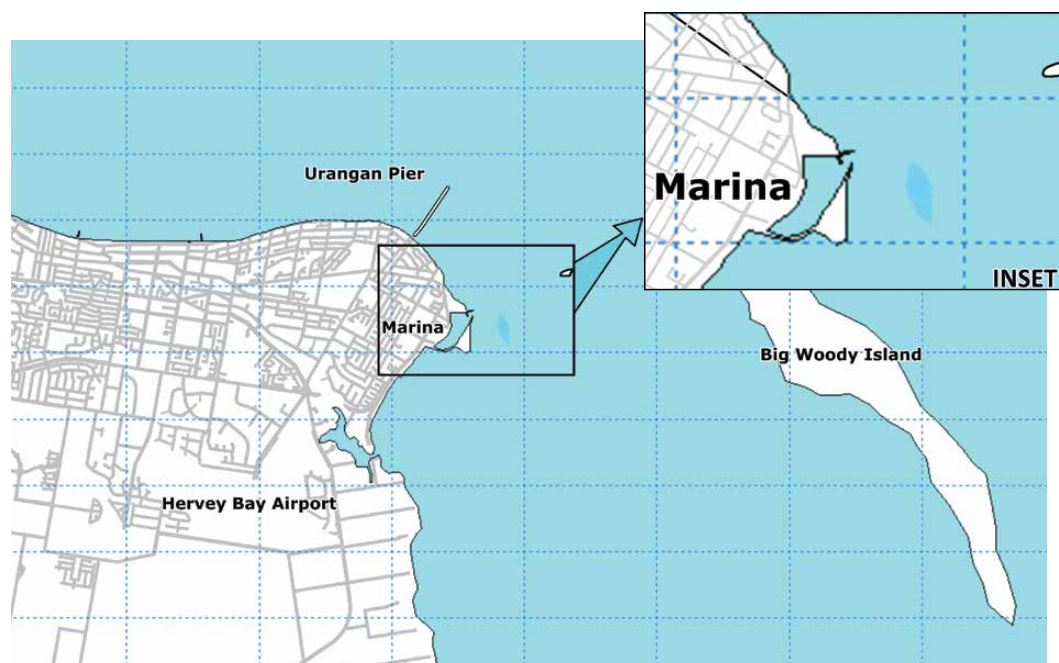 Urangan Pier
Marina
INSET
Marina
Big Woody Island
Hervey Bay Airport